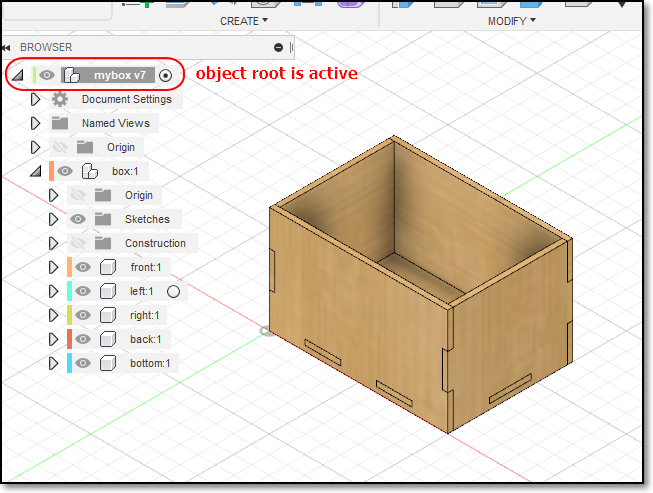 CREATE
MODIFY
BROWSER
mybox v7
object root is active
Document Settings
Named Views
Origin
box:1
Origin
Sketches
Construction
front:1
left:1
right:1
back:1
bottom:1